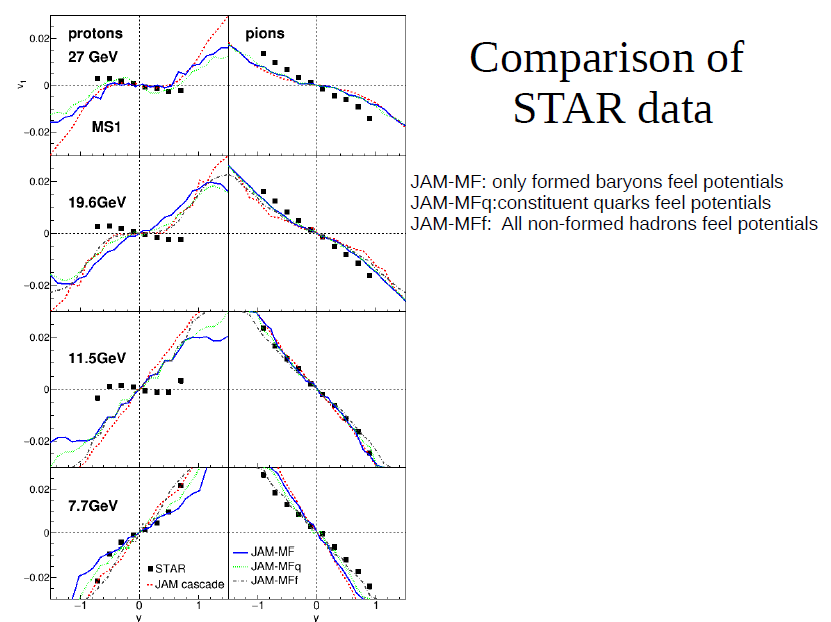 Comparison of
STAR data
JAM-MF: only formed baryons feel potentials
JAM-MFq:constituent quarks feel potentials
JAM-MFf: All non-formed hadrons feel potentials
protons
pions
27 GeV
MS1
v1
0.02
0
−0.02
19.6GeV
0.02
0
−0.02
11.5GeV
0.02
0
−0.02
7.7GeV
0.02
0
−0.02
STAR
JAM cascade
JAM-MF
JAM-MFq
JAM-MFf
−1 0 1 −1 0 1
y y